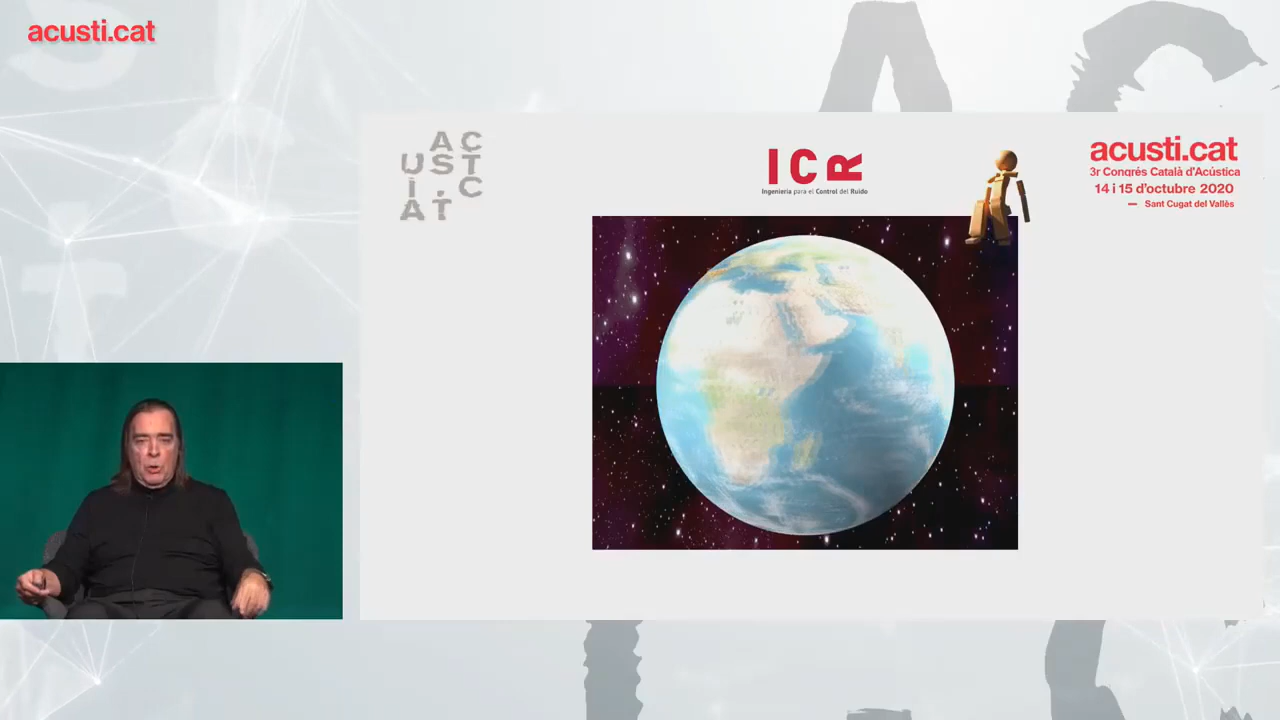 acusti.cat
AC
UST
I,C
AT
ICR
Ingeniería para el Control del Ruido
acusti.cat
3r Congrés Català d'Acústica
14 i 15 d'octubre 2020
Sant Cugat del Vallès